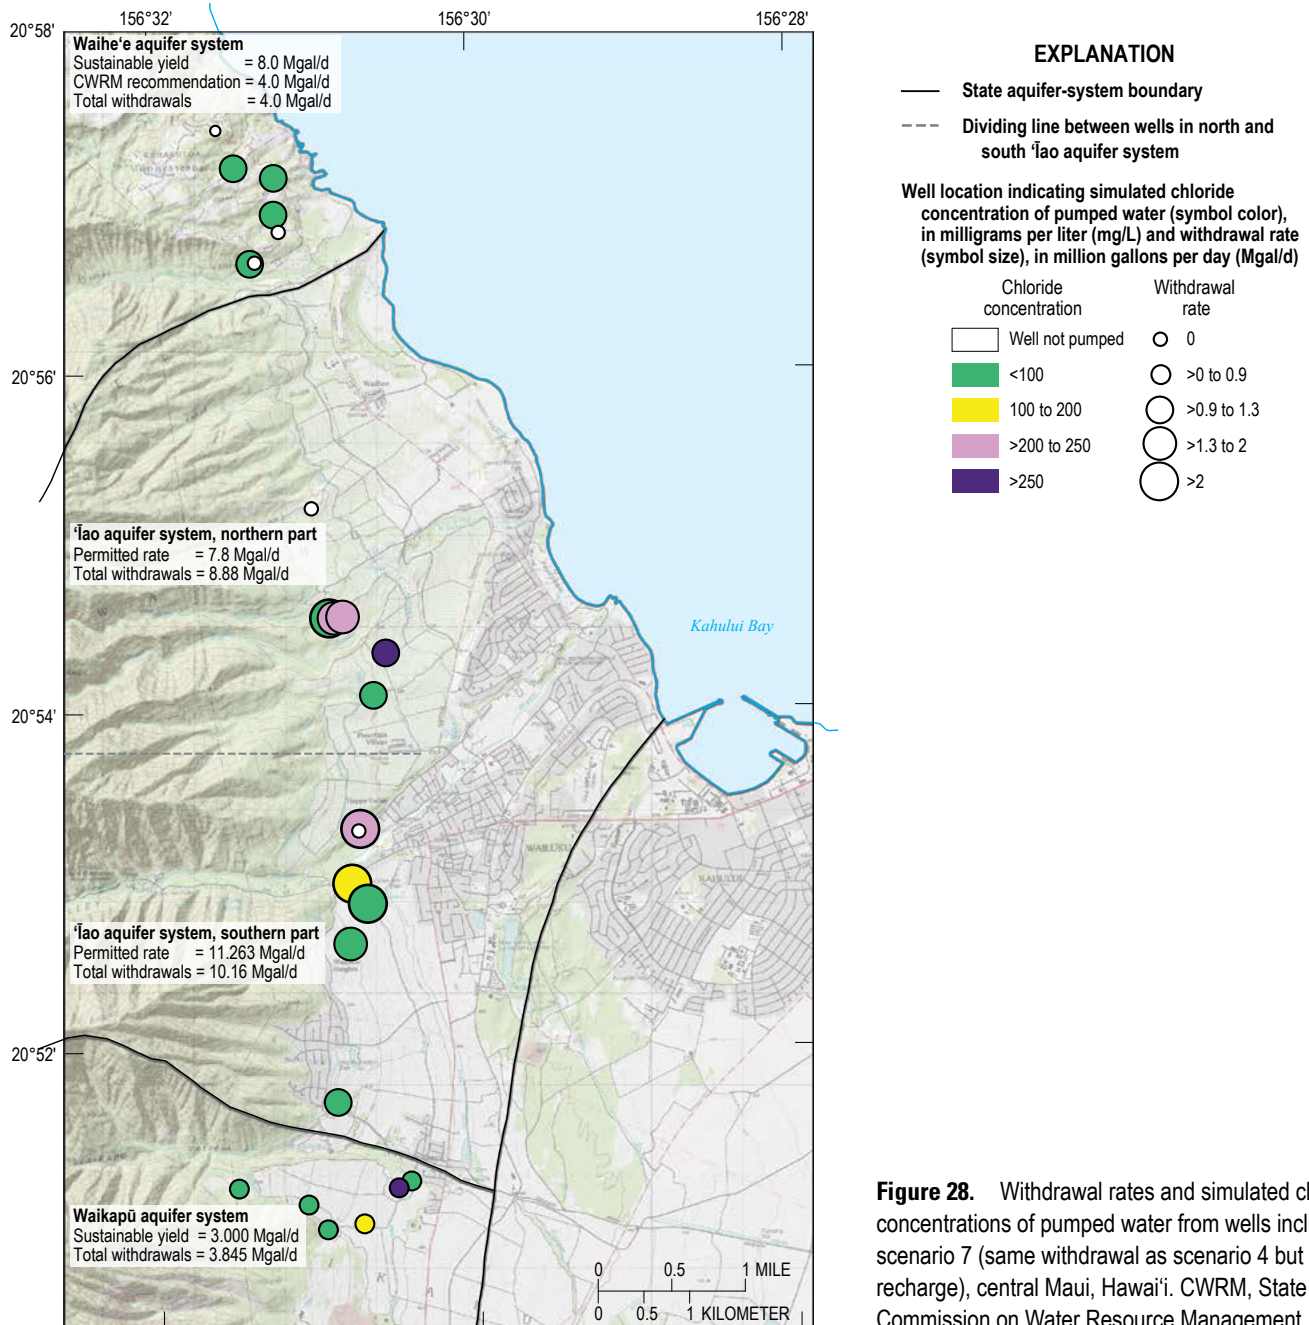 156°32' 156°30' 156°28'
20°58'
Waiheʻe aquifer system
Sustainable yield = 8.0 Mgal/d
CWRM recommendation = 4.0 Mgal/d
Total withdrawals = 4.0 Mgal/d
20°56'
Waihee
ʻĪao aquifer system, northern part
Permitted rate = 7.8 Mgal/d
Total withdrawals = 8.88 Mgal/d
Kahului Bay
20°54'
WAILUKU
KAHULUI
ʻĪao aquifer system, southern part
Permitted rate = 11.263 Mgal/d
Total withdrawals = 10.16 Mgal/d
20°52'
Waikapū aquifer system
Sustainable yield = 3.000 Mgal/d
Total withdrawals = 3.845 Mgal/d
0 0.5 1 MILE
0 0.5 1 KILOMETER
EXPLANATION
State aquifer-system boundary
Dividing line between wells in north and
south ʻĪao aquifer system
Well location indicating simulated chloride
concentration of pumped water (symbol color),
in milligrams per liter (mg/L) and withdrawal rate
(symbol size), in million gallons per day (Mgal/d)
Chloride Withdrawal
concentration rate
Well not pumped 0
<100 >0 to 0.9
100 to 200 >0.9 to 1.3
>200 to 250 >1.3 to 2
>250 >2
Figure 28. Withdrawal rates and simulated ch
concentrations of pumped water from wells incl
scenario 7 (same withdrawal as scenario 4 but
recharge), central Maui, Hawaiʻi. CWRM, State
Commission on Water Resource Management